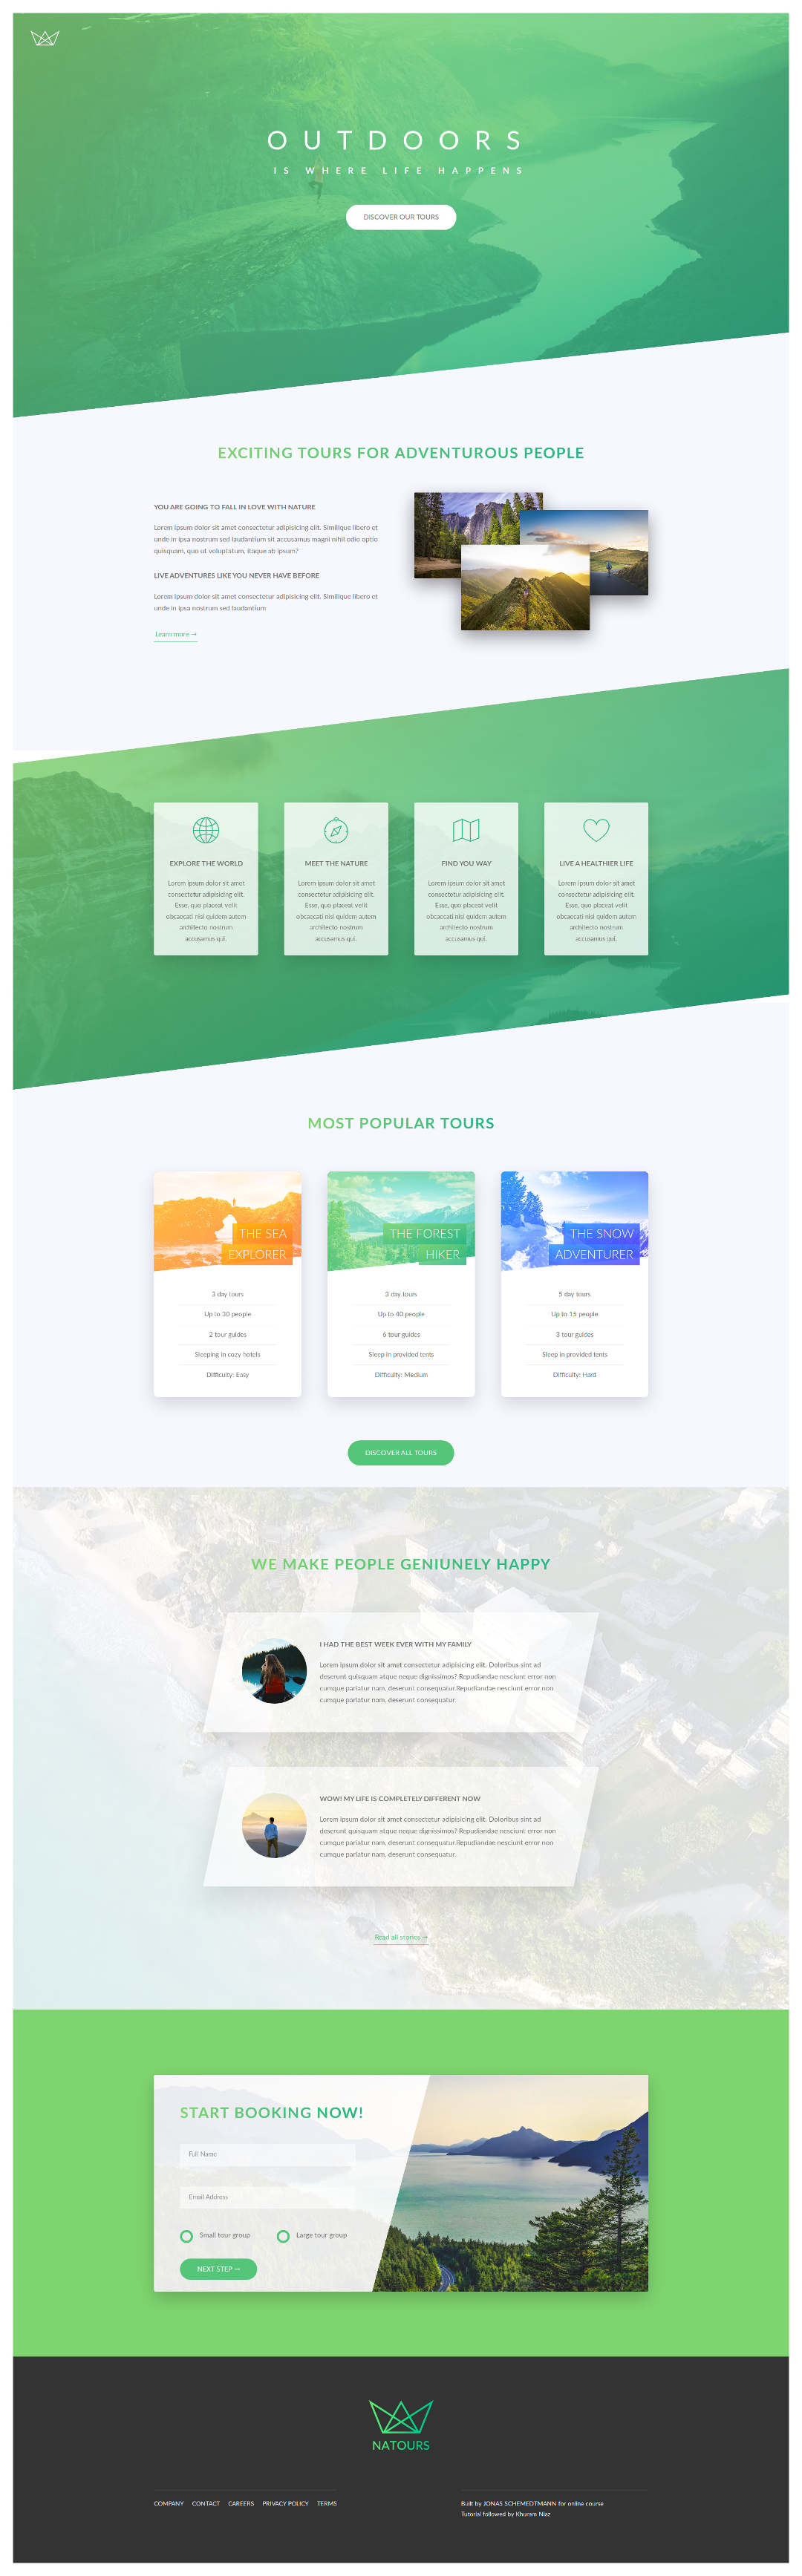 OUTDOORS
IS WHERE LIFE HAPPENS
DISCOVER OUR TOURS
EXCITING TOURS FOR ADVENTUROUS PEOPLE
YOU ARE GOING TO FALL IN LOVE WITH NATURE
Lorem ipsum dolor sit amet consectetur adipisicing elit. Similique libero et
unde in ipsa nostrum sed laudantium sit accusamus magni nihil odio optio
quisquam, quo ut voluptatum, itaque ab ipsum?
LIVE ADVENTURES LIKE YOU NEVER HAVE BEFORE
Lorem ipsum dolor sit amet consectetur adipisicing elit. Similique libero et
unde in ipsa nostrum sed laudantium
Learn more →
EXPLORE THE WORLD
Lorem ipsum dolor sit amet
consectetur adipisicing elit.
Esse, quo placeat velit
obcaecati nisi quidem autem
architecto nostrum
accusamus qui.
MEET THE NATURE
Lorem ipsum dolor sit amet
consectetur adipisicing elit.
Esse, quo placeat velit
obcaecati nisi quidem autem
architecto nostrum
accusamus qui.
FIND YOU WAY
Lorem ipsum dolor sit amet
consectetur adipisicing elit.
Esse, quo placeat velit
obcaecati nisi quidem autem
architecto nostrum
accusamus qui.
LIVE A HEALTHIER LIFE
Lorem ipsum dolor sit amet
consectetur adipisicing elit.
Esse, quo placeat velit
obcaecati nisi quidem autem
architecto nostrum
accusamus qui.
MOST POPULAR TOURS
THE SEA
EXPLORER
3 day tours
Up to 30 people
2 tour guides
Sleeping in cozy hotels
Difficulty: Easy
THE FOREST
HIKER
3 day tours
Up to 40 people
6 tour guides
Sleep in provided tents
Difficulty: Medium
THE SNOW
ADVENTURER
5 day tours
Up to 15 people
3 tour guides
Sleep in provided tents
Difficulty: Hard
DISCOVER ALL TOURS
WE MAKE PEOPLE GENIUNELY HAPPY
I HAD THE BEST WEEK EVER WITH MY FAMILY
Lorem ipsum dolor sit amet consectetur adipisicing elit. Doloribus sint ad
deserunt quisquam atque neque dignissimos? Repudiandae nesciunt error non
cumque pariatur nam, deserunt consequatur.Repudiandae nesciunt error non
cumque pariatur nam, deserunt consequatur.
WOW! MY LIFE IS COMPLETELY DIFFERENT NOW
Lorem ipsum dolor sit amet consectetur adipisicing elit. Doloribus sint ad
deserunt quisquam atque neque dignissimos? Repudiandae nesciunt error non
cumque pariatur nam, deserunt consequatur.Repudiandae nesciunt error non
cumque pariatur nam, deserunt consequatur.
Read all stories →
START BOOKING NOW!
Full Name
Email Address
Small tour group
Large tour group
NEXT STEP →
NATOURS
COMPANY CONTACT CAREERS PRIVACY POLICY TERMS
Built by JONAS SCHEMEDTMANN for online course
Tutorial followed by Khuram Niaz